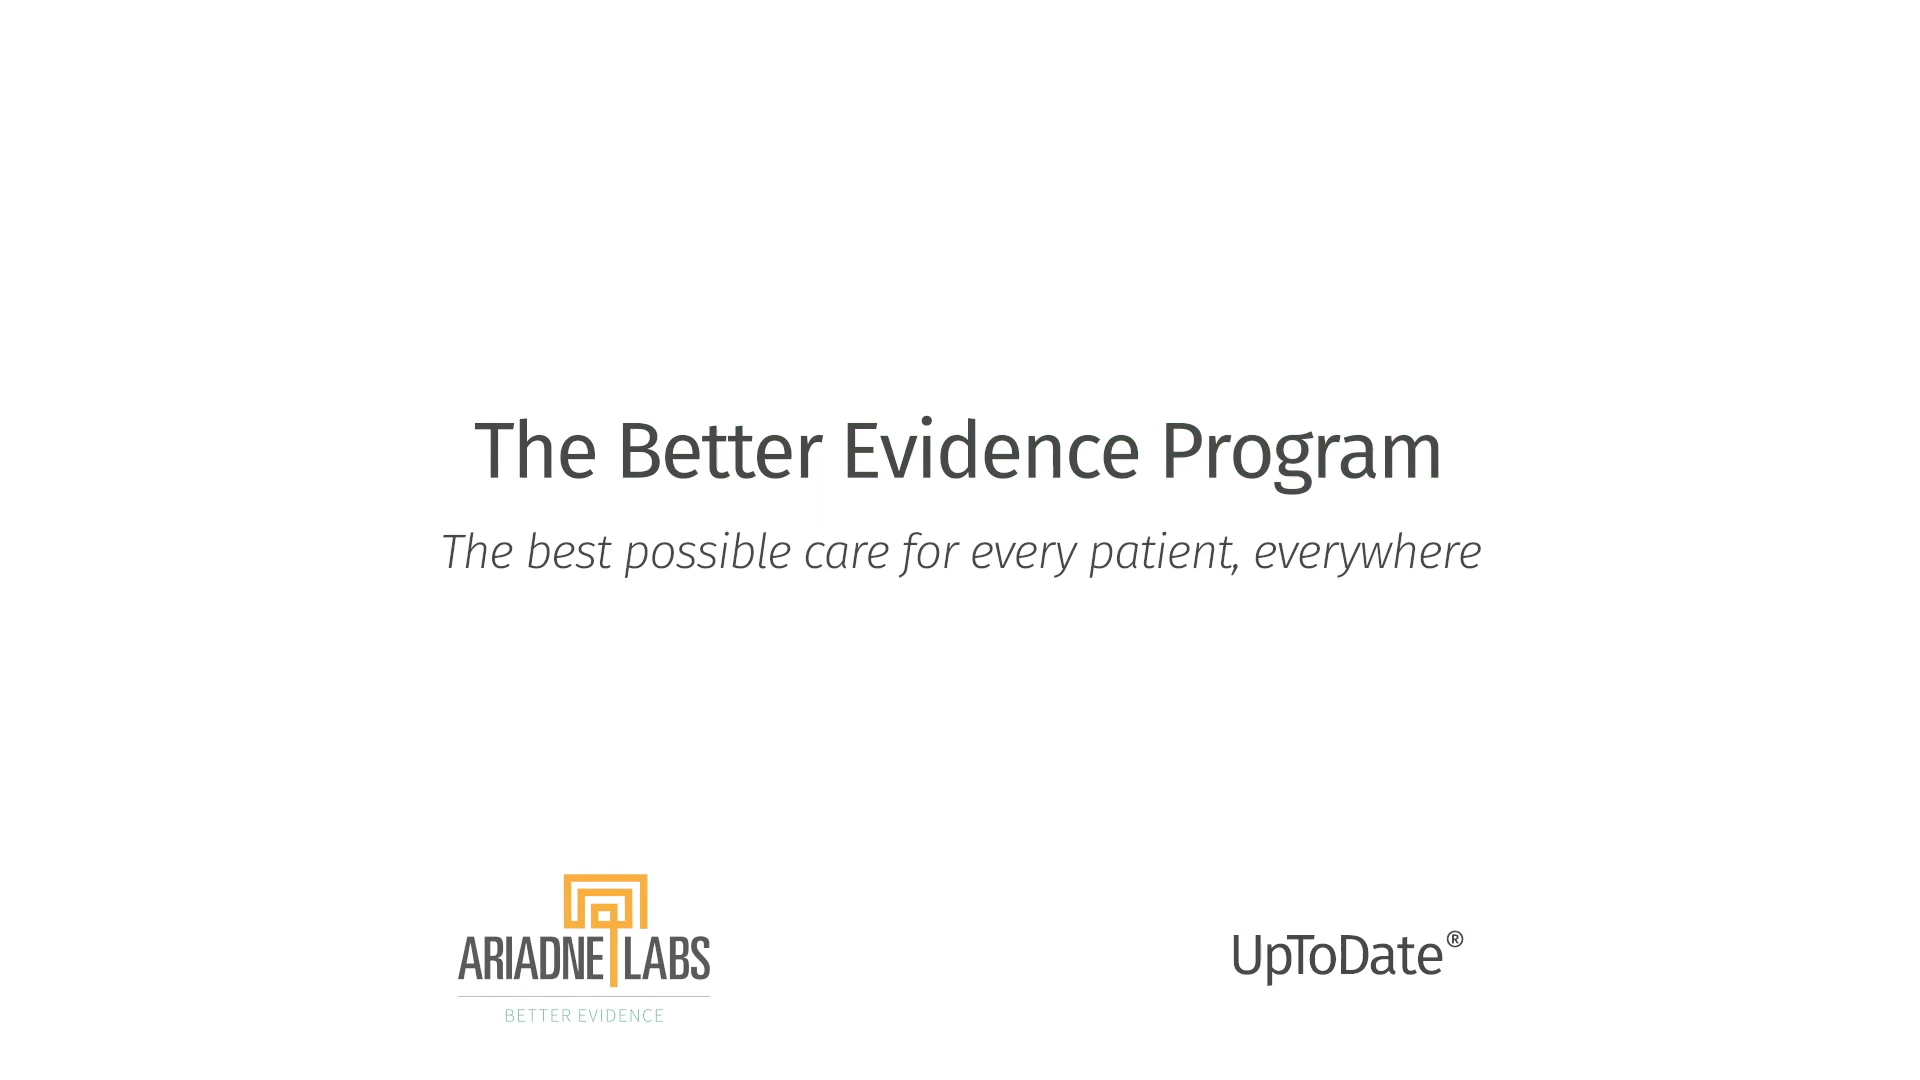 The Better Evidence Program
The best possible care for every patient, everywhere
ARIADNE LABS
BETTER EVIDENCE
UpToDate®